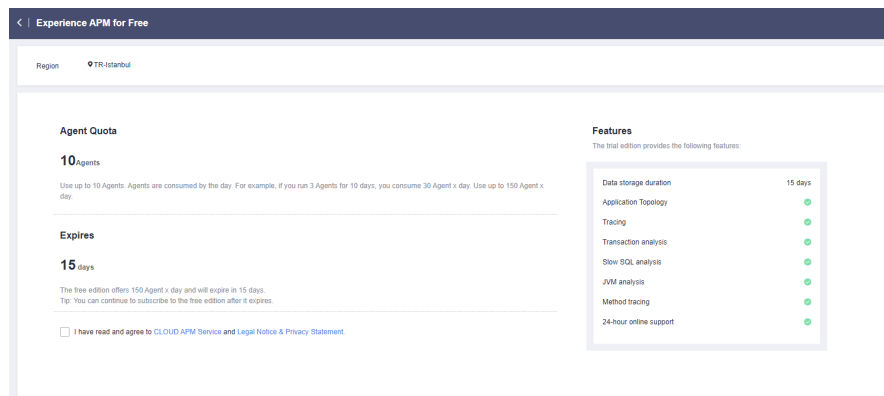 Experience APM for Free
Region TR-Istanbul
Agent Quota
10 Agents
Use up to 10 Agents. Agents are consumed by the day. For example, if you run 3 Agents for 10 days, you consume 30 Agent x day. Use up to 150 Agent x
day.
Expires
15 days
The free edition offers 150 Agent x day and will expire in 15 days.
Tip: You can continue to subscribe to the free edition after it expires.
I have read and agree to CLOUD APM Service and Legal Notice & Privacy Statement.
Features
The trial edition provides the following features:
Data storage duration 15 days
Application Topology
Tracing
Transaction analysis
Slow SQL analysis
JVM analysis
Method tracing
24-hour online support